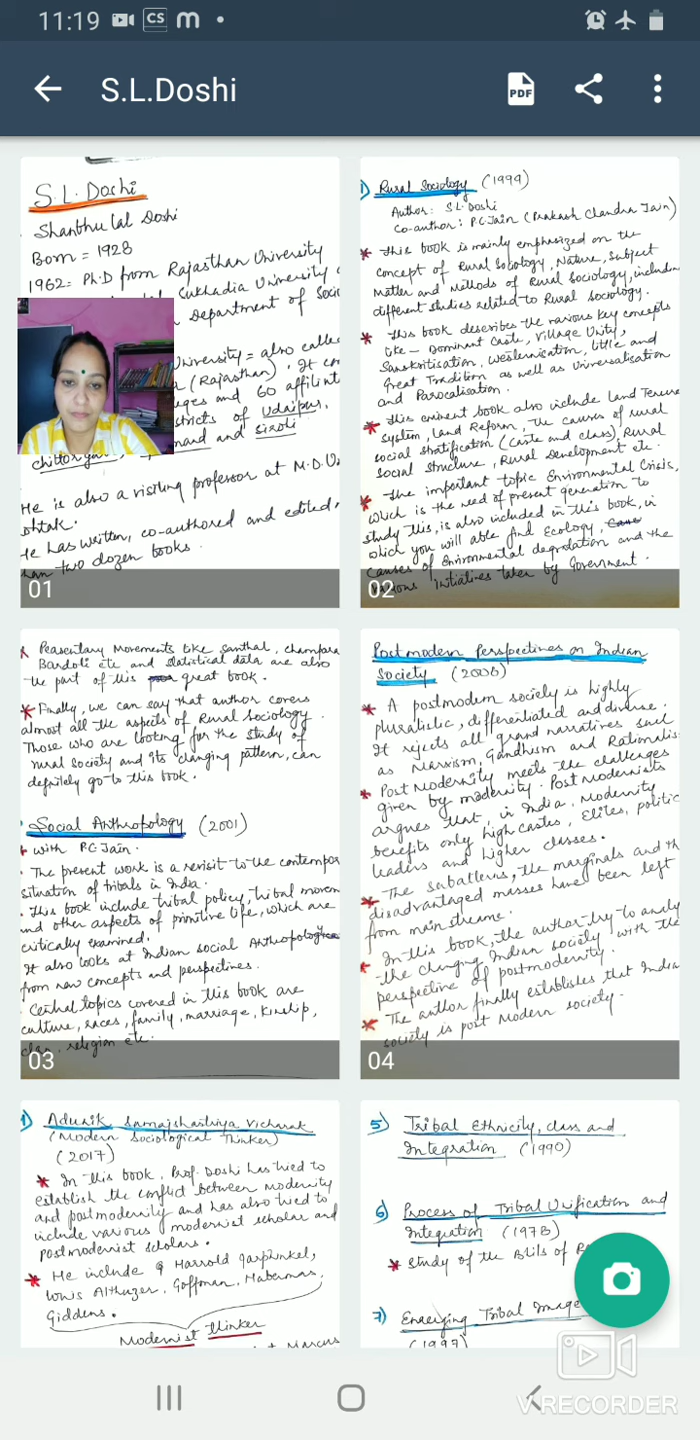 11:19
CS
S.L.Doshi
PDF
S.L. Doshi
Shambhu Lal Doshi
Born = 1928
1962 = Ph.D from Rajasthan University
Sukhadia University
Department of Soci
University = also calle
(Rajasthan). It con
ges and 60 affiliat
stricts of Udaipur,
and and Sirohi
He is also a visiting professor at M.D.U
ohtak.
He has written, co-authored and edited
han two dozen books.
01
1) Rural Sociology (1999)
Author: S.L. Doshi
Co-author: P.C. Jain (Prakash Chandra Jain)
* This book is mainly emphasized on the
concept of Rural Sociology, Nature, Subject
Matter and Methods of Rural Sociology, includin
different studies related to Rural Sociology.
* This book describes the various key concepts
like - Dominant Caste, Village Unity,
Sanskritisation, Westernisation, little and
Great Tradition as well as Universalisation
and Parocalisation.
* This eminent book also include Land Tenure
System, Land Reform, the causes of rural
social stratification (caste and class), Rural
Social structure, Rural Development etc.
* The important topic Environmental Crisis,
which is the need of present generation to
study this, is also included in this book, in
which you will able find Ecology,
Causes of Environmental degradation and the
various initiatives taken by Government.
02
* Peasentary Movements like Santhal, Champara
Bardoli etc and statistical data are also
the part of this great book.
* Finally, we can say that author covers
almost all the aspects of Rural Sociology.
Those who are looking for the study of
rural society and its changing pattern, can
definitely go to this book.
Social Anthropology (2001)
+ with P.C Jain.
. The present work is a revisit to the contempor
situation of tribals in India.
. This book include tribal policy, tribal movem
and other aspects of primitive life, which are
critically examined.
It also looks at Indian social Anthropology
from new concepts and perspectives.
. Central topics covered in this book are
culture, races, family, marriage, kinship,
clan, religion etc.
03
Postmodern Perspectives on Indian
Society (2008)
* A postmodern society is highly
pluralistic, differentiated and diverse.
It rejects all grand narratives such
as Marxism, Gandhism and Rationalis
* Post Modernity meets the challenges
given by modernity. Post Modernists
argues that, in India, Modernity
benefits only high castes, Elites, politic
leaders and higher classes.
* The subalterns, the marginals and th
disadvantaged masses have been left
from main streame.
* In this book, the author try to analy
the changing Indian society with the
perspective of postmodernity.
* The author finally establishes that India
society is post Modern society.
04
Adunik Samajshastriya Vicharak
(Modern Sociological Thinker)
(2017)
* In this book, Prof. Doshi has tried to
establish the conflict between modernity
and postmodernity and has also tried to
include various modernist scholar and
postmodernist scholars.
* He include Harrold Garfinkel,
Louis Althuzer, Goffman, Habermas,
Giddens.
Modernist thinker
Marcus
5) Tribal Ethnicity, class and
Integration (1990)
6) Process of Tribal Unification and
Integration (1978)
* Study of the Bhils of
7) Emerging Tribal Image
(1997)
V RECORDER